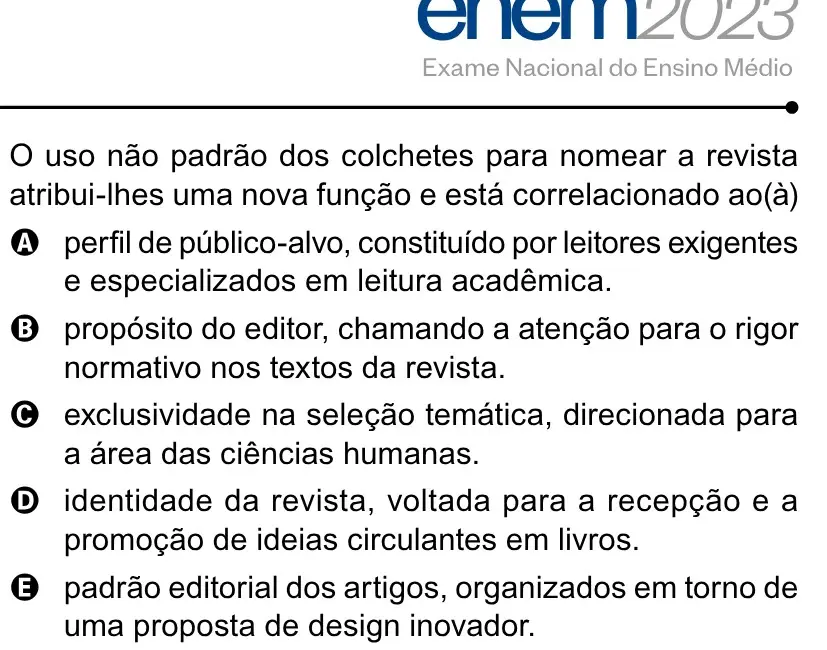 enem2023
Exame Nacional do Ensino Médio
O uso não padrão dos colchetes para nomear a revista
atribui-lhes uma nova função e está correlacionado ao(à)
A perfil de público-alvo, constituído por leitores exigentes
e especializados em leitura acadêmica.
B propósito do editor, chamando a atenção para o rigor
normativo nos textos da revista.
C exclusividade na seleção temática, direcionada para
a área das ciências humanas.
D identidade da revista, voltada para a recepção e a
promoção de ideias circulantes em livros.
E padrão editorial dos artigos, organizados em torno de
uma proposta de design inovador.